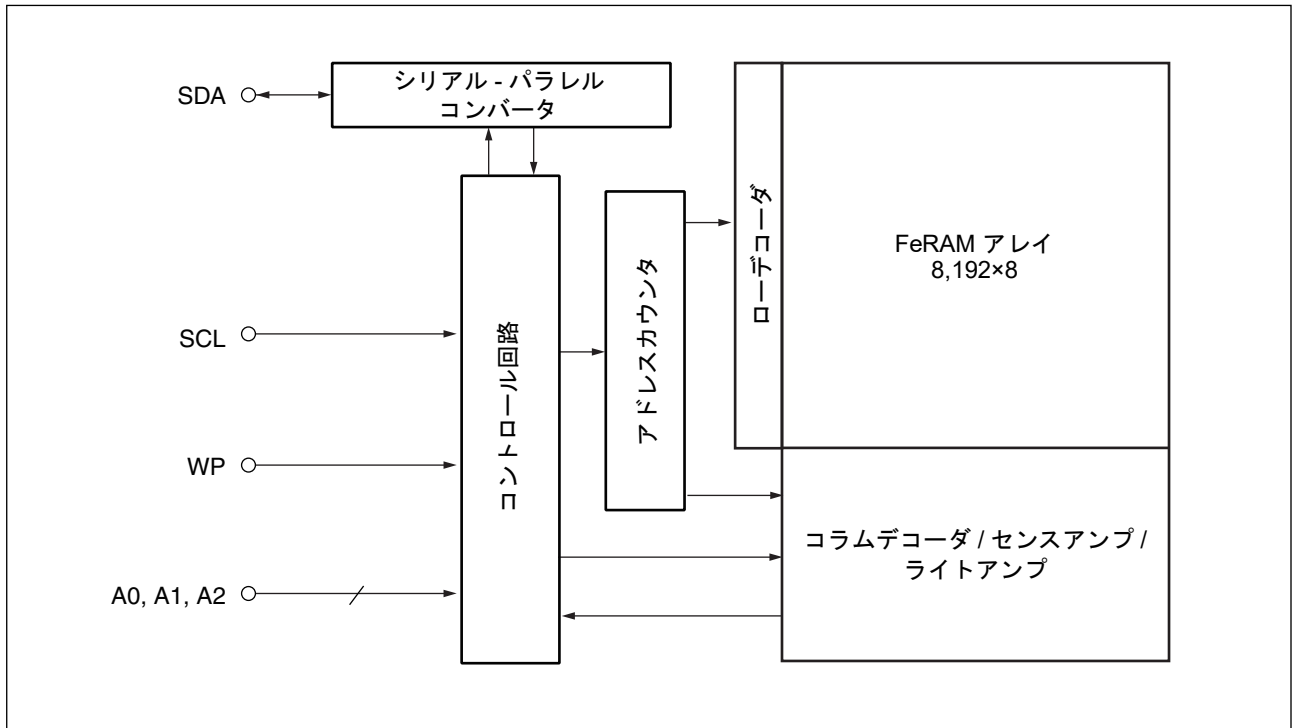 シリアル - パラレル
コンバータ
SDA
ローデコーダ
FeRAM アレイ
8,192×8
アドレスカウンタ
コントロール回路
SCL
WP
コラムデコーダ / センスアンプ /
ライトアンプ
A0, A1, A2